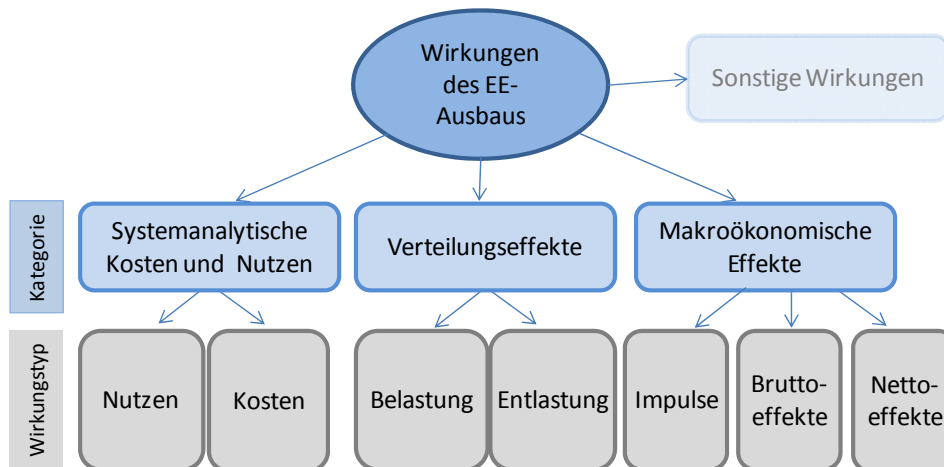 Wirkungen
des EE-
Ausbaus
Sonstige Wirkungen
Kategorie
Systemanalytische
Kosten und Nutzen
Verteilungseffekte
Makroökonomische
Effekte
Wirkungstyp
Nutzen
Kosten
Belastung
Entlastung
Impulse
Brutto-
effekte
Netto-
effekte